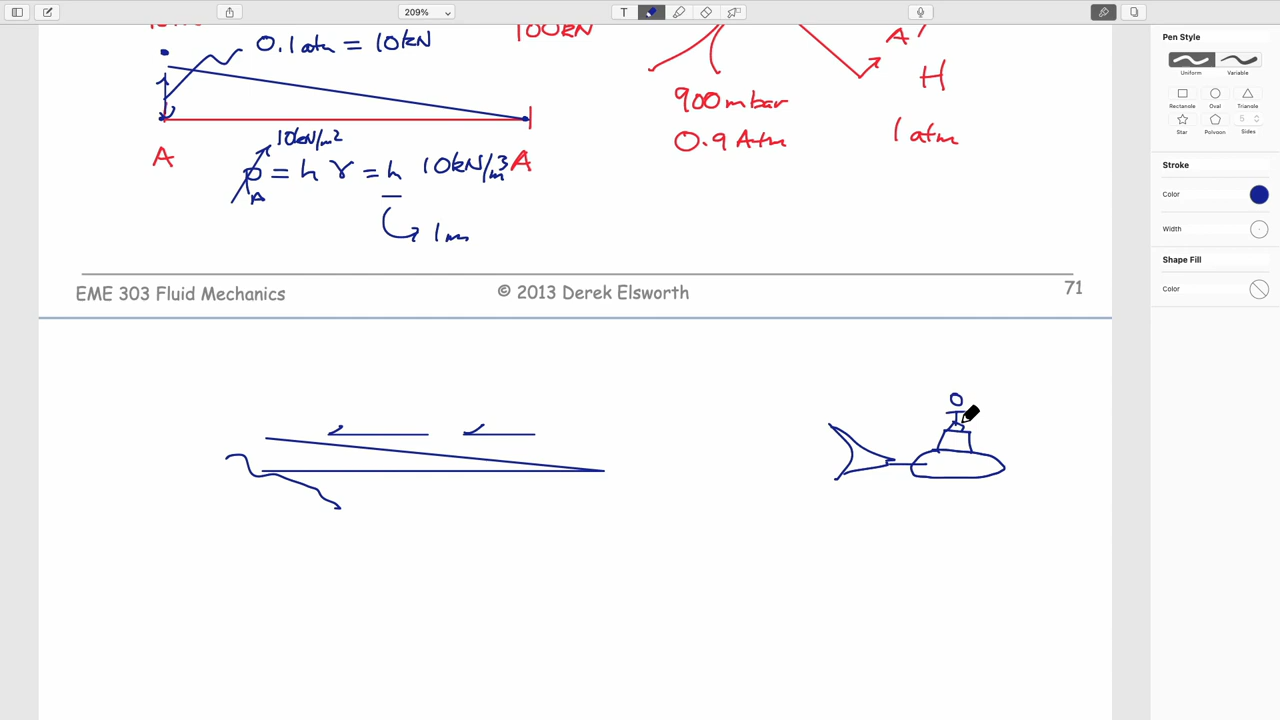 209%
T
100kN
0.1 atm = 10kN
A'
H
900 mbar
1 atm
0.9 Atm
10kN/m²
A
p_A = h γ = h 10kN/m³
A
1m
EME 303 Fluid Mechanics
© 2013 Derek Elsworth
71
Pen Style
Uniform
Variable
Rectangle
Oval
Triangle
Star
Polygon
5
Sides
Stroke
Color
Width
Shape Fill
Color